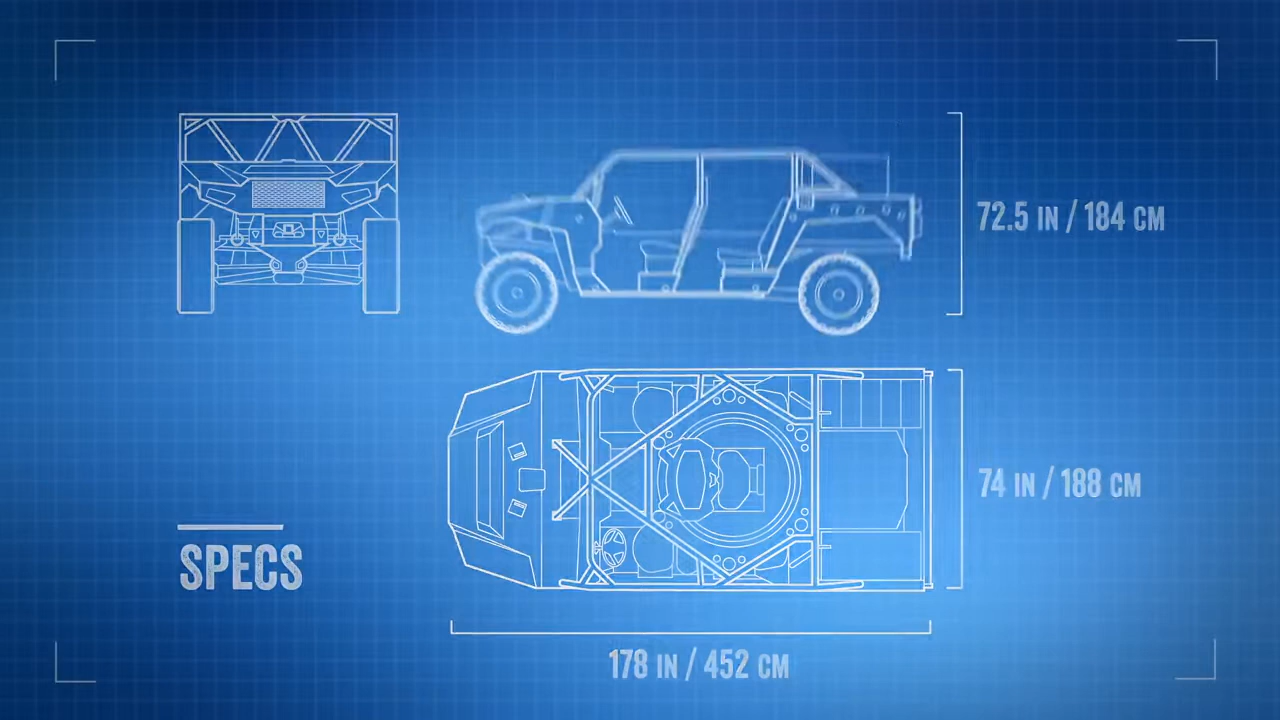 72.5 IN / 184 CM
74 IN / 188 CM
SPECS
178 IN / 452 CM